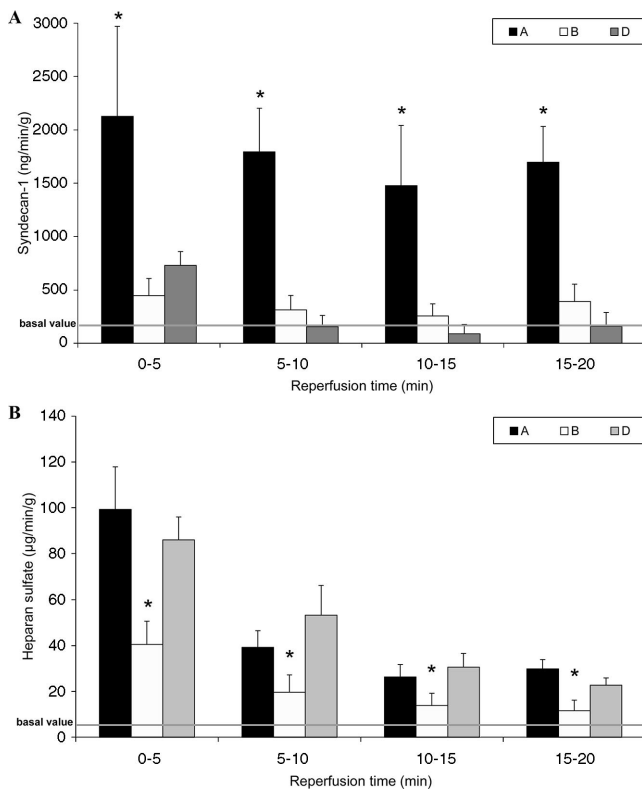 A
A B D
3000
2500
2000
1500
1000
500
0
Syndecan-1 (ng/min/g)
basal value
* * * *
0-5 5-10 10-15 15-20
Reperfusion time (min)
B
A B D
140
120
100
80
60
40
20
0
Heparan sulfate (µg/min/g)
basal value
* * * *
0-5 5-10 10-15 15-20
Reperfusion time (min)